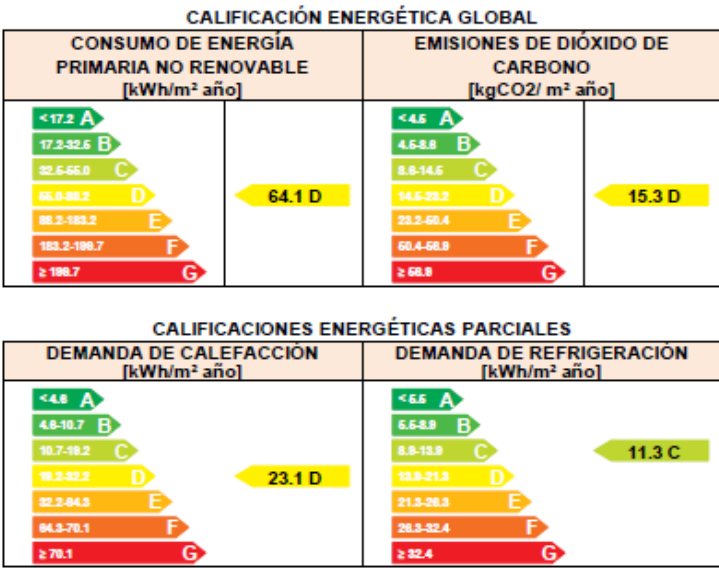 CALIFICACIÓN ENERGÉTICA GLOBAL
CONSUMO DE ENERGÍA
PRIMARIA NO RENOVABLE
[kWh/m² año]
EMISIONES DE DIÓXIDO DE
CARBONO
[kgCO2/ m² año]
<17.2 A
17.2-32.5 B
32.5-55.0 C
55.0-88.2 D
88.2-183.2 E
183.2-199.7 F
≥ 199.7 G
64.1 D
<4.5 A
4.5-8.6 B
8.6-14.5 C
14.5-23.2 D
23.2-50.4 E
50.4-58.9 F
≥ 58.9 G
15.3 D
CALIFICACIONES ENERGÉTICAS PARCIALES
DEMANDA DE CALEFACCIÓN
[kWh/m² año]
DEMANDA DE REFRIGERACIÓN
[kWh/m² año]
<4.6 A
4.6-10.7 B
10.7-19.2 C
19.2-32.2 D
32.2-64.3 E
64.3-70.1 F
≥ 70.1 G
23.1 D
<5.5 A
5.5-8.9 B
8.9-13.9 C
13.9-21.3 D
21.3-26.3 E
26.3-32.4 F
≥ 32.4 G
11.3 C